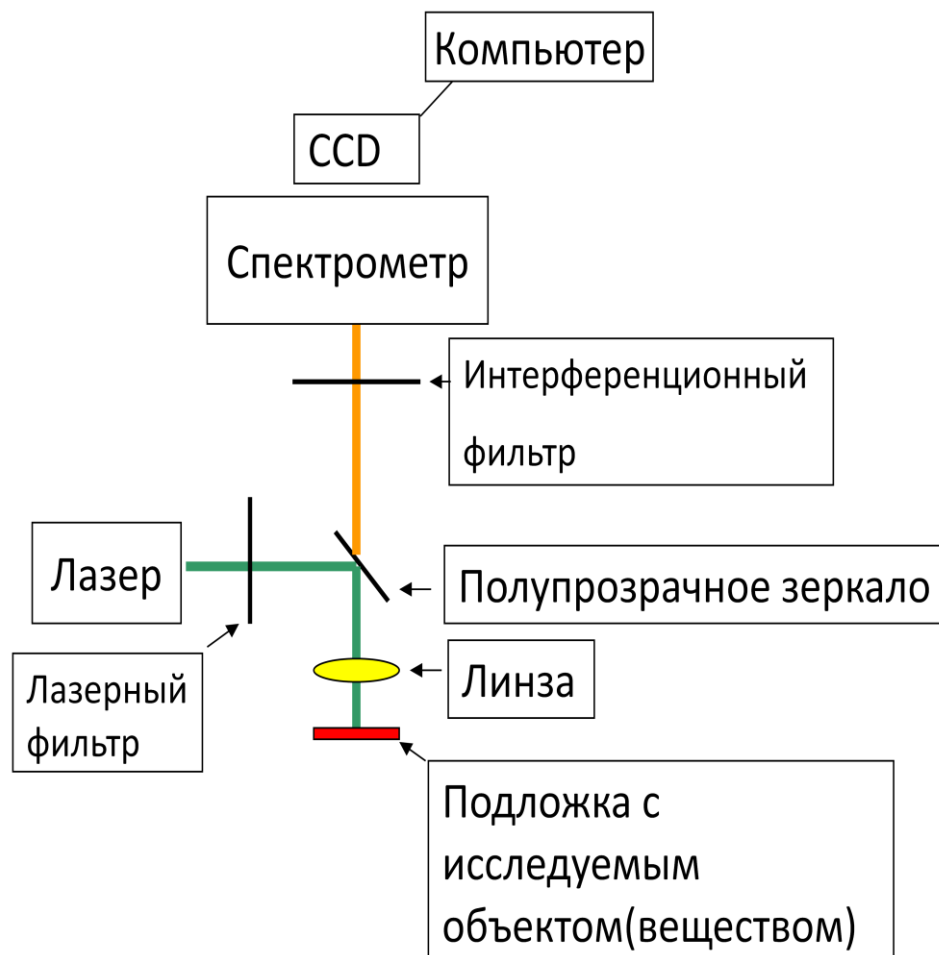 Компьютер
CCD
Спектрометр
Интерференционный
фильтр
Лазер
Полупрозрачное зеркало
Лазерный
фильтр
Линза
Подложка с
исследуемым
объектом(веществом)